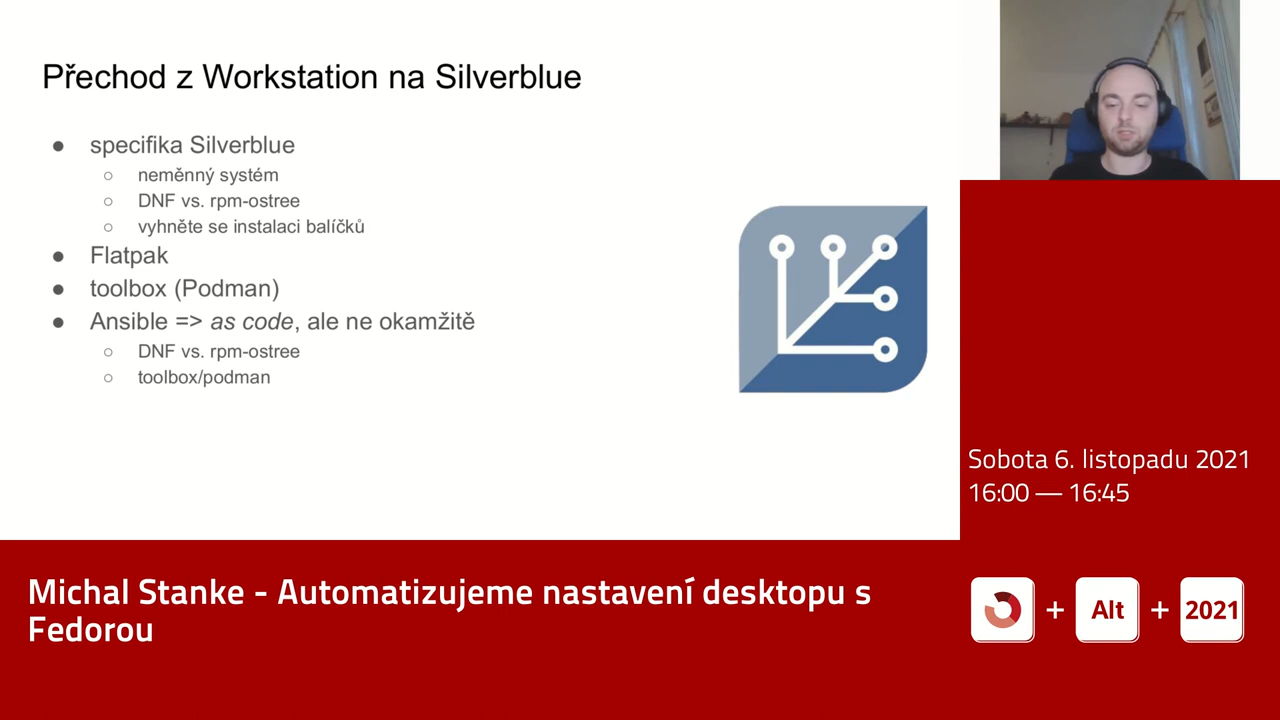 Přechod z Workstation na Silverblue
● specifika Silverblue
○ neměnný systém
○ DNF vs. rpm-ostree
○ vyhněte se instalaci balíčků
● Flatpak
● toolbox (Podman)
● Ansible => as code, ale ne okamžitě
○ DNF vs. rpm-ostree
○ toolbox/podman
Sobota 6. listopadu 2021
16:00 — 16:45
Michal Stanke - Automatizujeme nastavení desktopu s
Fedorou
+ Alt + 2021